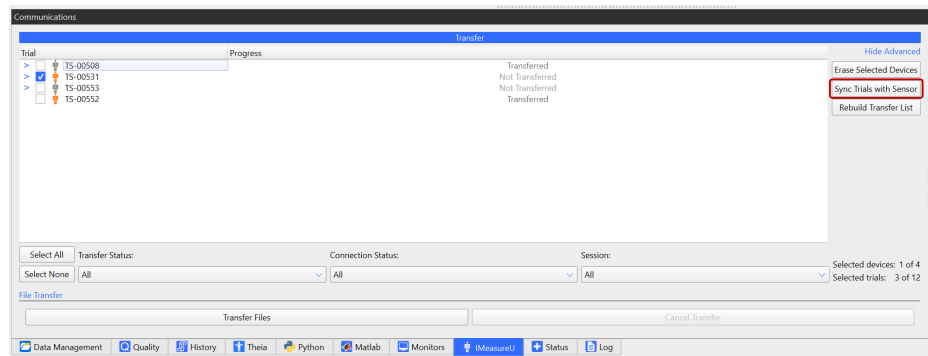 Communications
Transfer
Trial Progress Hide Advanced
> TS-00508 Transferred
> TS-00531 Not Transferred
> TS-00553 Not Transferred
TS-00552 Transferred
Erase Selected Devices
Sync Trials with Sensor
Rebuild Transfer List
Select All Transfer Status: Connection Status: Session:
Select None All All All
Selected devices: 1 of 4
Selected trials: 3 of 12
File Transfer
Transfer Files Cancel Transfer
Data Management Quality History Theia Python Matlab Monitors IMeasureU Status Log